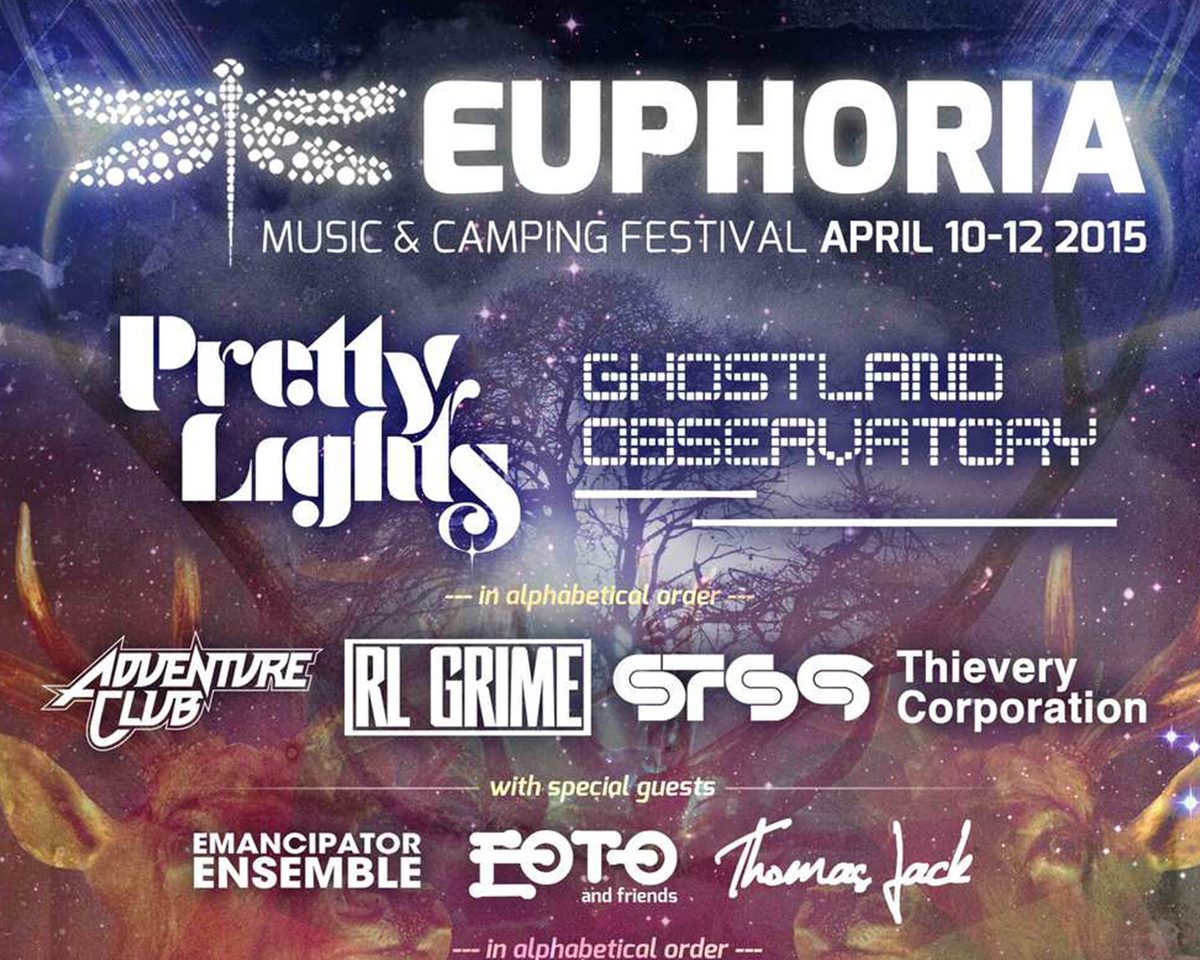 EUPHORIA
MUSIC & CAMPING FESTIVAL APRIL 10-12 2015
Pretty
Lights
GHOSTLAND
OBSERVATORY
--- in alphabetical order ---
ADVENTURE
CLUB
RL GRIME
STS9
Thievery
Corporation
with special guests
EMANCIPATOR
ENSEMBLE
EOTO
and friends
Thomas Jack
--- in alphabetical order ---